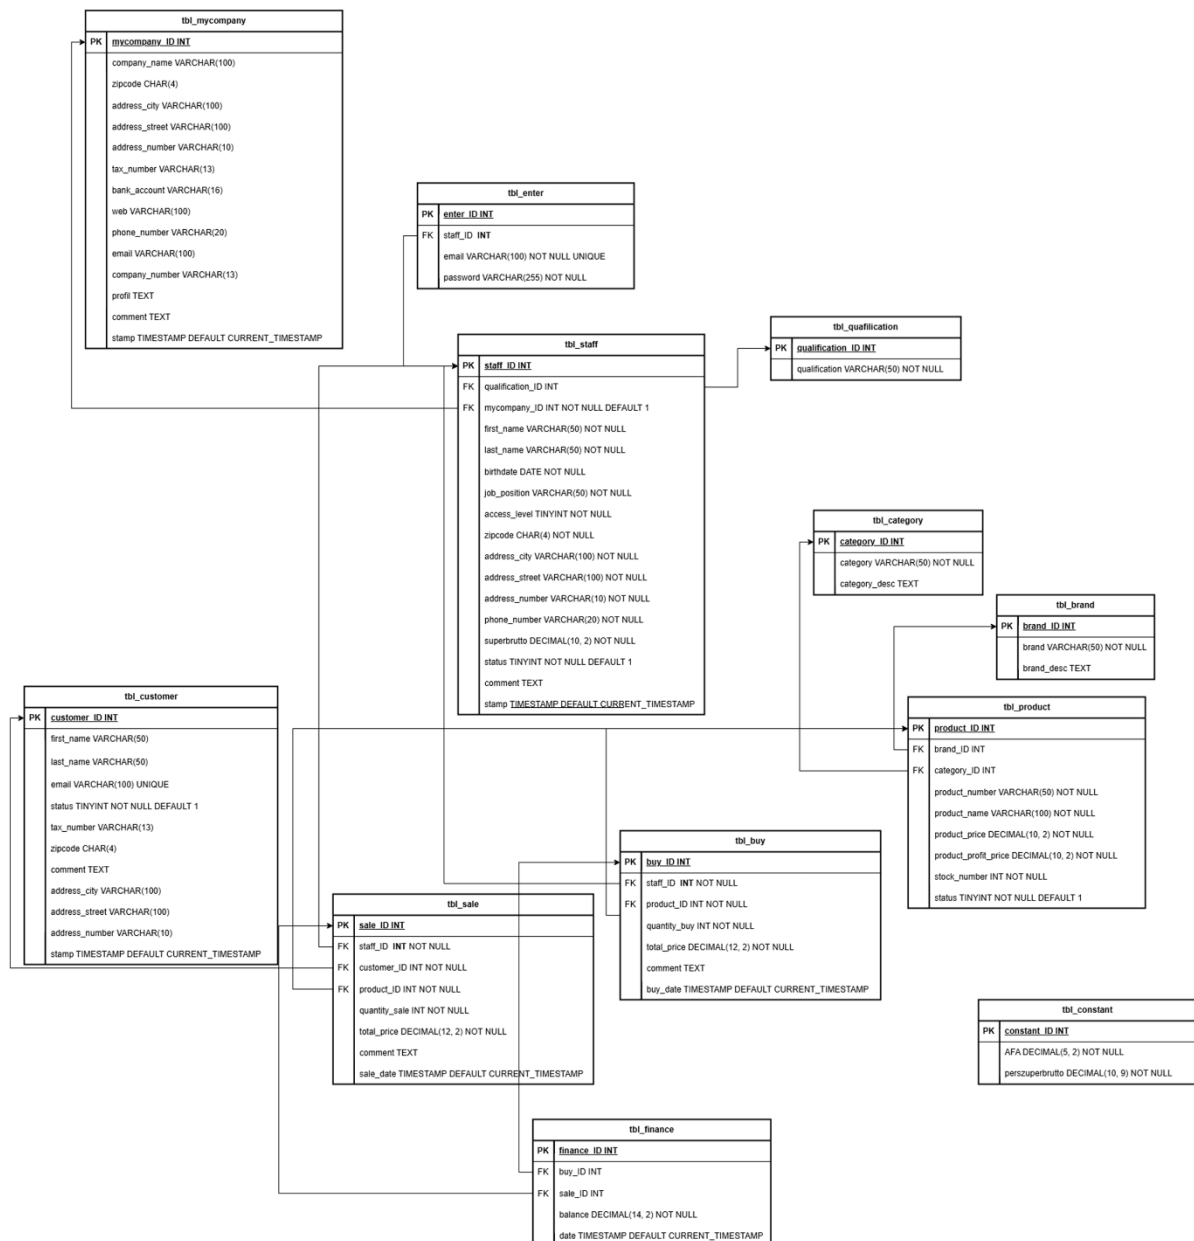 tbl_mycompany
PK mycompany_ID INT
company_name VARCHAR(100)
zipcode CHAR(4)
address_city VARCHAR(100)
address_street VARCHAR(100)
address_number VARCHAR(10)
tax_number VARCHAR(13)
bank_account VARCHAR(16)
web VARCHAR(100)
phone_number VARCHAR(20)
email VARCHAR(100)
company_number VARCHAR(13)
profil TEXT
comment TEXT
stamp TIMESTAMP DEFAULT CURRENT_TIMESTAMP
tbl_enter
PK enter_ID INT
FK staff_ID INT
email VARCHAR(100) NOT NULL UNIQUE
password VARCHAR(255) NOT NULL
tbl_quafilication
PK qualification_ID INT
qualification VARCHAR(50) NOT NULL
tbl_staff
PK staff_ID INT
FK qualification_ID INT
FK mycompany_ID INT NOT NULL DEFAULT 1
first_name VARCHAR(50) NOT NULL
last_name VARCHAR(50) NOT NULL
birthdate DATE NOT NULL
job_position VARCHAR(50) NOT NULL
access_level TINYINT NOT NULL
zipcode CHAR(4) NOT NULL
address_city VARCHAR(100) NOT NULL
address_street VARCHAR(100) NOT NULL
address_number VARCHAR(10) NOT NULL
phone_number VARCHAR(20) NOT NULL
superbrutto DECIMAL(10, 2) NOT NULL
status TINYINT NOT NULL DEFAULT 1
comment TEXT
stamp TIMESTAMP DEFAULT CURRENT_TIMESTAMP
tbl_category
PK category_ID INT
category VARCHAR(50) NOT NULL
category_desc TEXT
tbl_brand
PK brand_ID INT
brand VARCHAR(50) NOT NULL
brand_desc TEXT
tbl_customer
PK customer_ID INT
first_name VARCHAR(50)
last_name VARCHAR(50)
email VARCHAR(100) UNIQUE
status TINYINT NOT NULL DEFAULT 1
tax_number VARCHAR(13)
zipcode CHAR(4)
comment TEXT
address_city VARCHAR(100)
address_street VARCHAR(100)
address_number VARCHAR(10)
stamp TIMESTAMP DEFAULT CURRENT_TIMESTAMP
tbl_product
PK product_ID INT
FK brand_ID INT
FK category_ID INT
product_number VARCHAR(50) NOT NULL
product_name VARCHAR(100) NOT NULL
product_price DECIMAL(10, 2) NOT NULL
product_profit_price DECIMAL(10, 2) NOT NULL
stock_number INT NOT NULL
status TINYINT NOT NULL DEFAULT 1
tbl_buy
PK buy_ID INT
FK staff_ID INT NOT NULL
FK product_ID INT NOT NULL
quantity_buy INT NOT NULL
total_price DECIMAL(12, 2) NOT NULL
comment TEXT
buy_date TIMESTAMP DEFAULT CURRENT_TIMESTAMP
tbl_sale
PK sale_ID INT
FK staff_ID INT NOT NULL
FK customer_ID INT NOT NULL
FK product_ID INT NOT NULL
quantity_sale INT NOT NULL
total_price DECIMAL(12, 2) NOT NULL
comment TEXT
sale_date TIMESTAMP DEFAULT CURRENT_TIMESTAMP
tbl_constant
PK constant_ID INT
AFA DECIMAL(5, 2) NOT NULL
perszuperbrutto DECIMAL(10, 9) NOT NULL
tbl_finance
PK finance_ID INT
FK buy_ID INT
FK sale_ID INT
balance DECIMAL(14, 2) NOT NULL
date TIMESTAMP DEFAULT CURRENT_TIMESTAMP